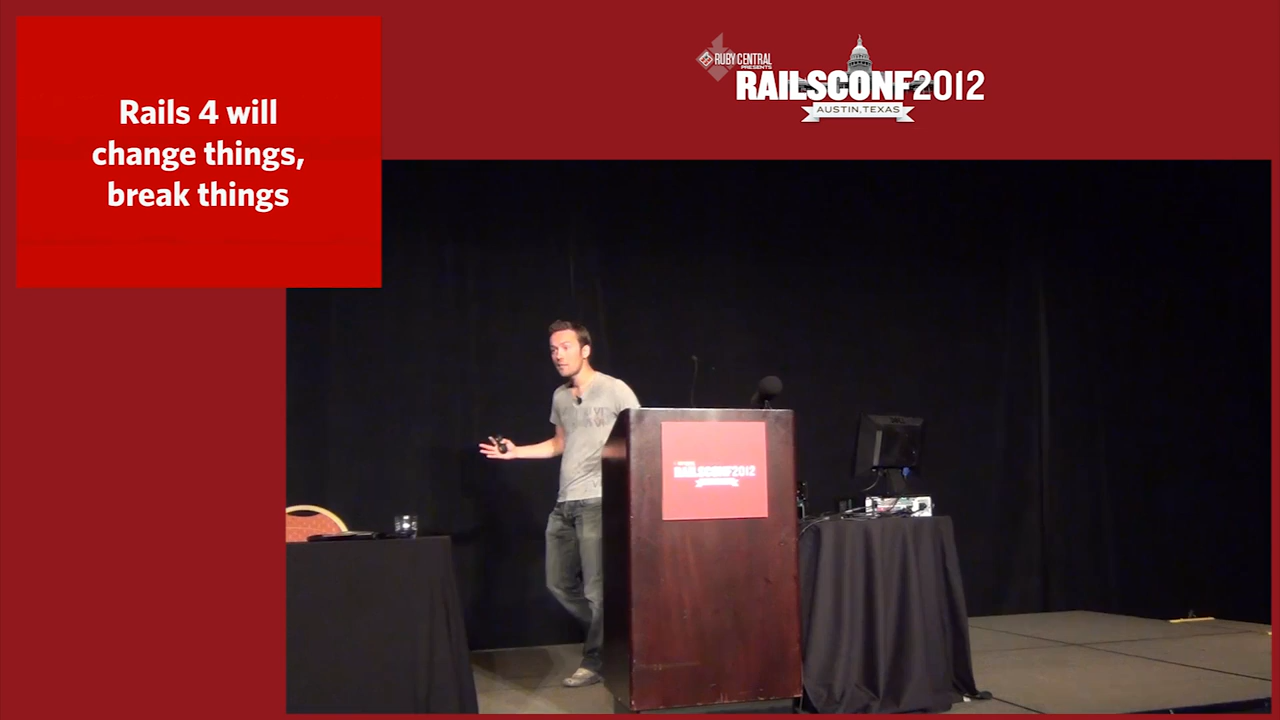 Rails 4 will
change things,
break things
RUBY CENTRAL
PRESENTS
RAILSCONF2012
AUSTIN, TEXAS
RAILSCONF2012